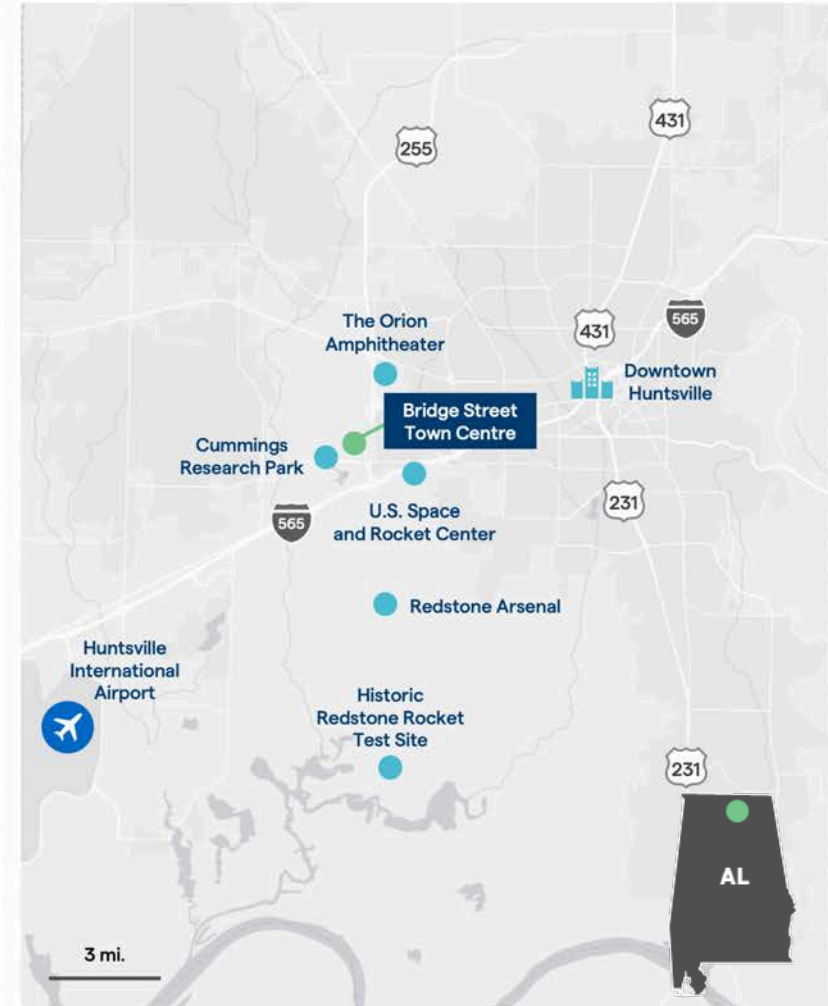 431
255
The Orion
Amphitheater
431
565
Downtown
Huntsville
Bridge Street
Town Centre
Cummings
Research Park
U.S. Space
and Rocket Center
231
565
Redstone Arsenal
Huntsville
International
Airport
Historic
Redstone Rocket
Test Site
231
AL
3 mi.